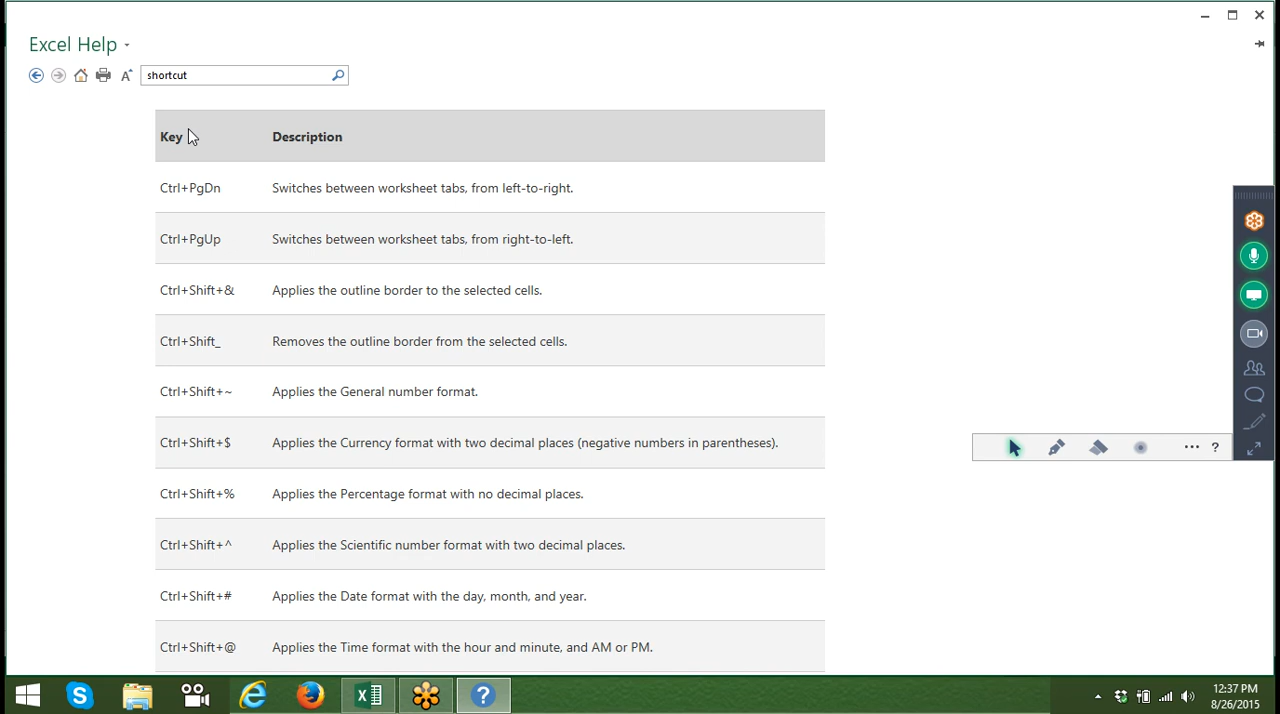 Excel Help
shortcut
Key Description
Ctrl+PgDn Switches between worksheet tabs, from left-to-right.
Ctrl+PgUp Switches between worksheet tabs, from right-to-left.
Ctrl+Shift+& Applies the outline border to the selected cells.
Ctrl+Shift_ Removes the outline border from the selected cells.
Ctrl+Shift+~ Applies the General number format.
Ctrl+Shift+$ Applies the Currency format with two decimal places (negative numbers in parentheses).
Ctrl+Shift+% Applies the Percentage format with no decimal places.
Ctrl+Shift+^ Applies the Scientific number format with two decimal places.
Ctrl+Shift+# Applies the Date format with the day, month, and year.
Ctrl+Shift+@ Applies the Time format with the hour and minute, and AM or PM.
12:37 PM
8/26/2015